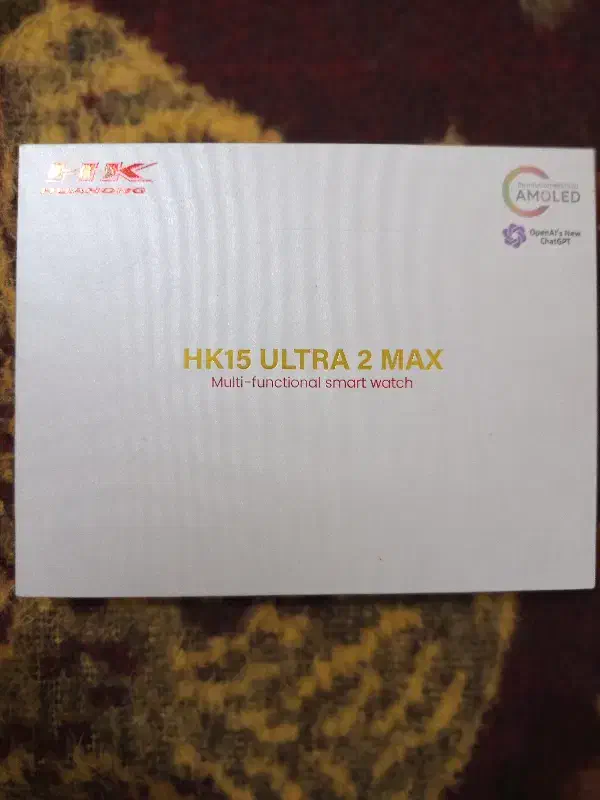 HK
AMOLED
OpenAI's New
ChatGPT
HK15 ULTRA 2 MAX
Multi-functional smart watch